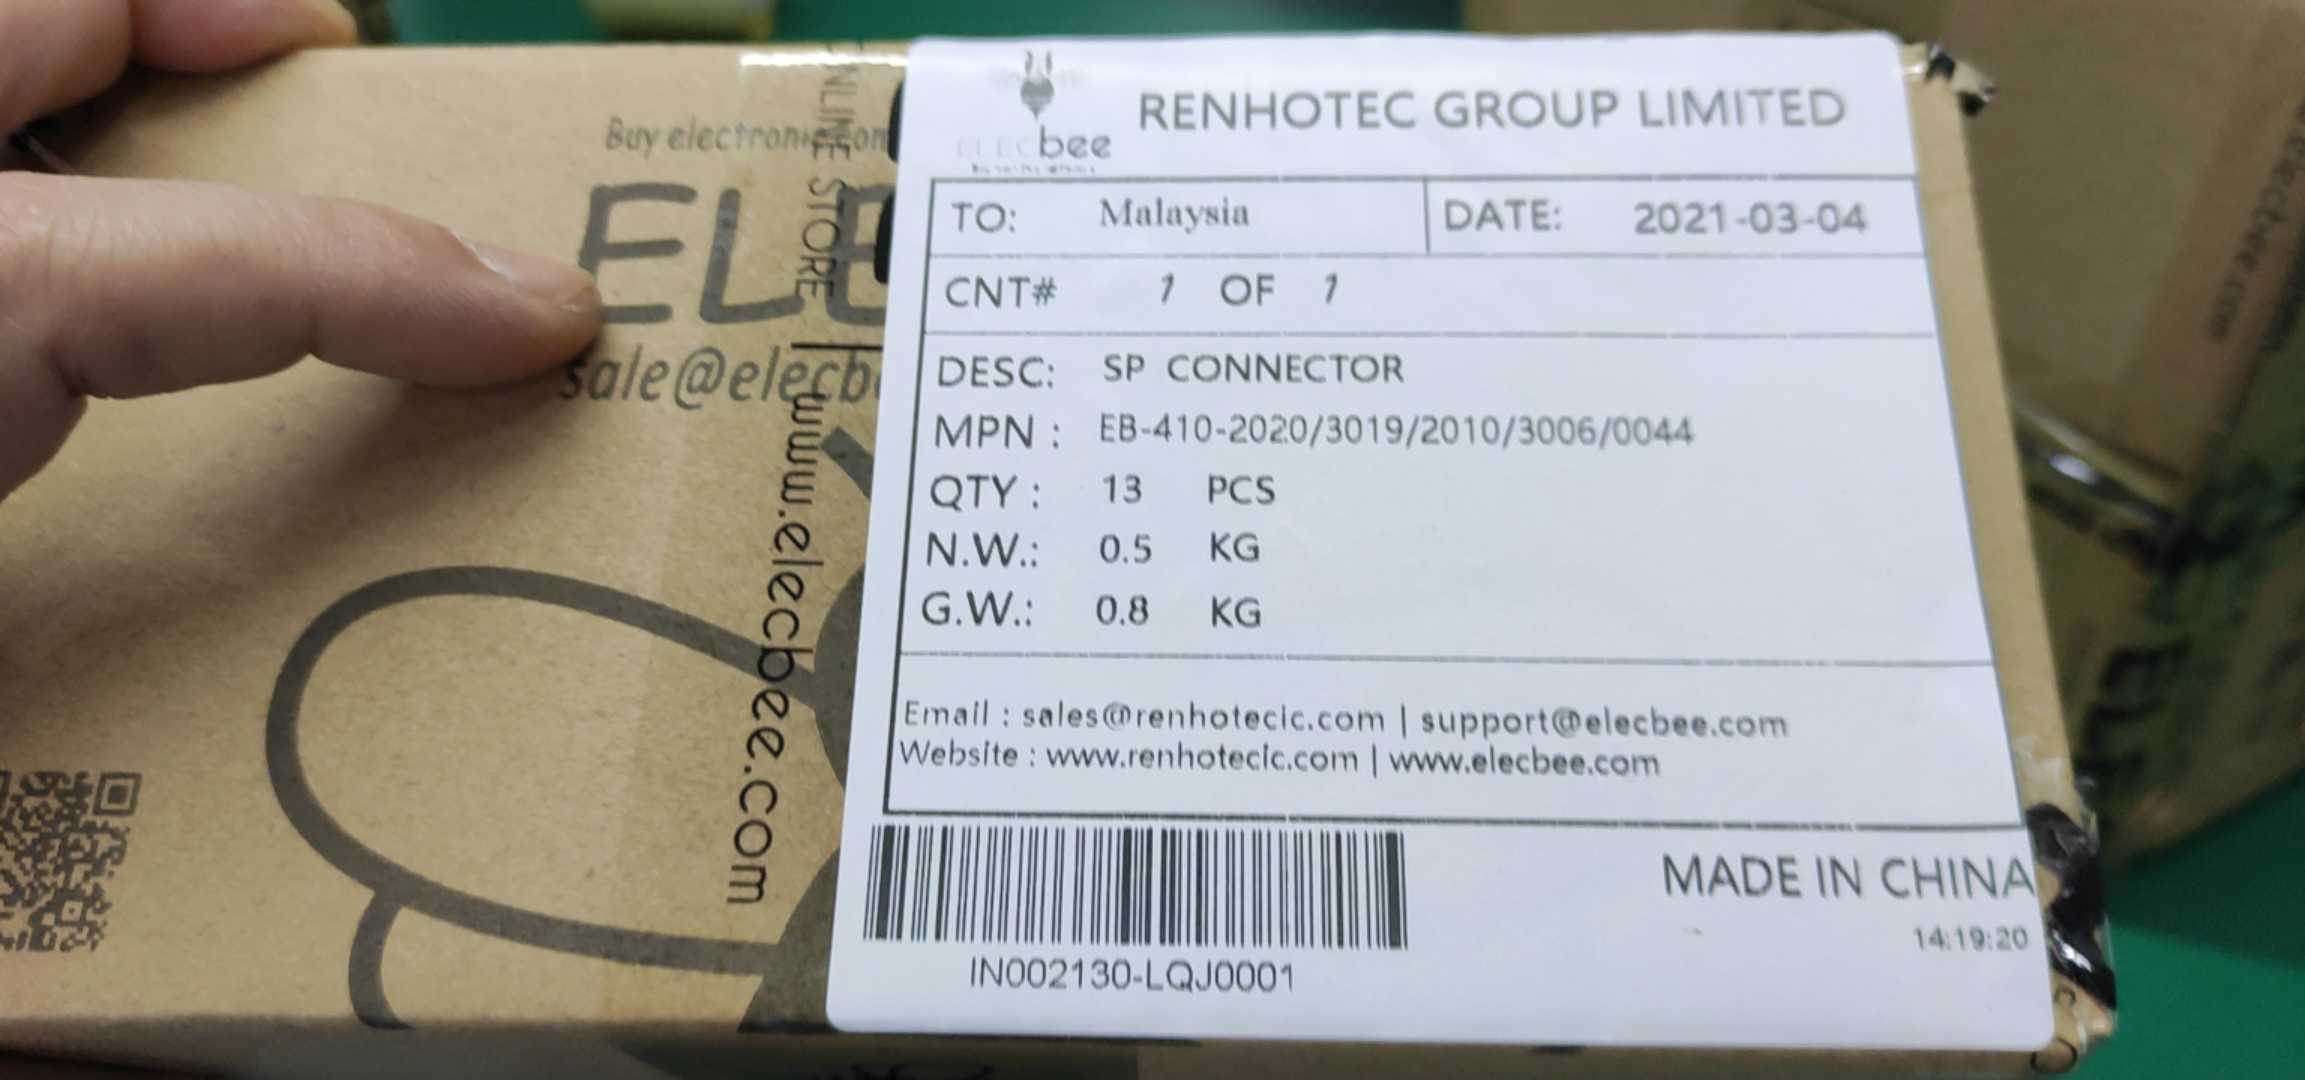 Buy electronic com
ELE
sale@elecb
ONLINE STORE | www.elecbee.com
ELECbee
RENHOTEC GROUP LIMITED
TO: Malaysia DATE: 2021-03-04
CNT# 1 OF 1
DESC: SP CONNECTOR
MPN : EB-410-2020/3019/2010/3006/0044
QTY : 13 PCS
N.W.: 0.5 KG
G.W.: 0.8 KG
Email : sales@renhotecic.com | support@elecbee.com
Website : www.renhotecic.com | www.elecbee.com
MADE IN CHINA
14:19:20
IN002130-LQJ0001